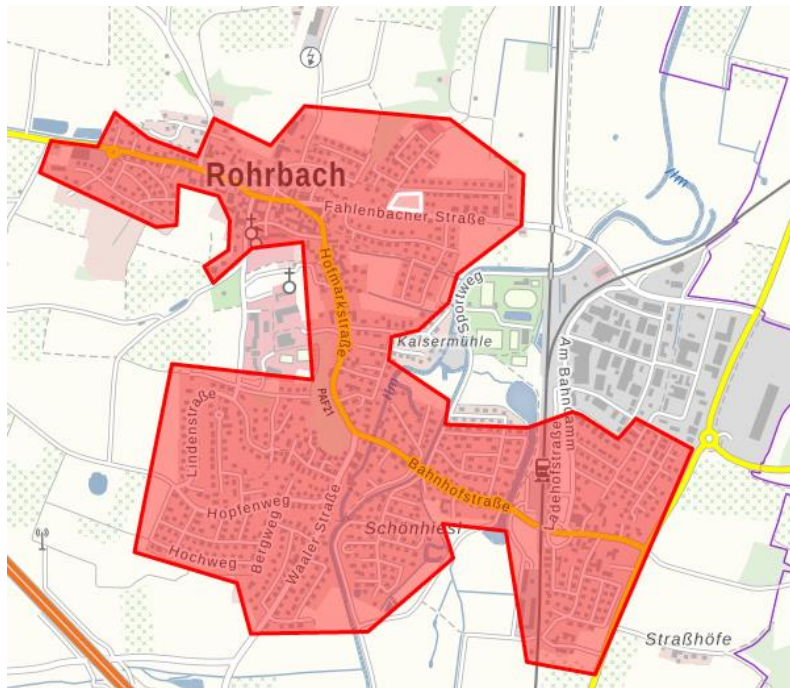 Rohrbach
Ilm
Fahlenbacher Straße
Hofmarkstraße
Sportweg
Kaisermühle
Am Bahndamm
Ilm
PAF21
Lindenstraße
Ladehofstraße
Bahnhofstraße
Hopfenweg
Bergweg
Waaler Straße
Schönhiesl
Hochweg
Straßhöfe